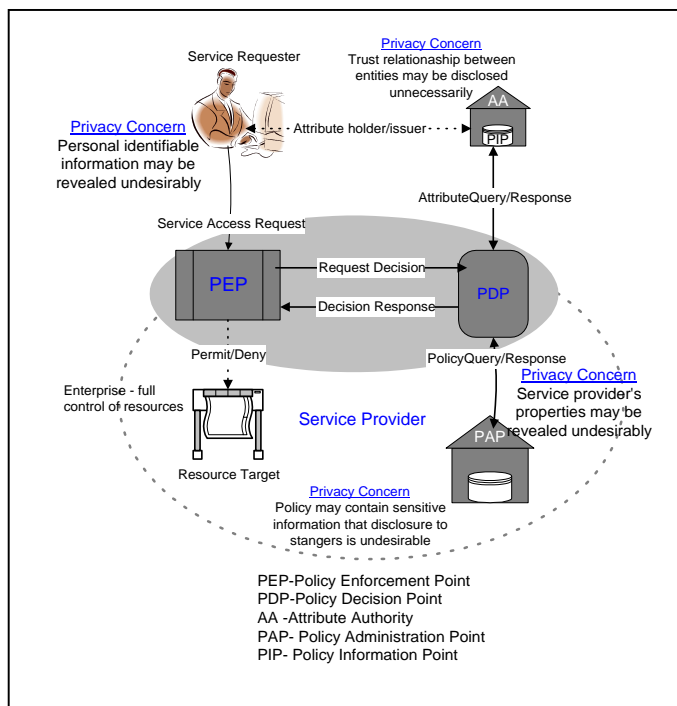 Service Requester
Privacy Concern
Trust relationship between
entities may be disclosed
unnecessarily
AA
PIP
Attribute holder/issuer
Privacy Concern
Personal identifiable
information may be
revealed undesirably
AttributeQuery/Response
Service Access Request
PEP
Request Decision
Decision Response
PDP
Permit/Deny
PolicyQuery/Response
Privacy Concern
Service provider's
properties may be
revealed undesirably
Enterprise - full
control of resources
Service Provider
PAP
Resource Target
Privacy Concern
Policy may contain sensitive
information that disclosure to
stangers is undesirable
PEP-Policy Enforcement Point
PDP-Policy Decision Point
AA -Attribute Authority
PAP- Policy Administration Point
PIP- Policy Information Point